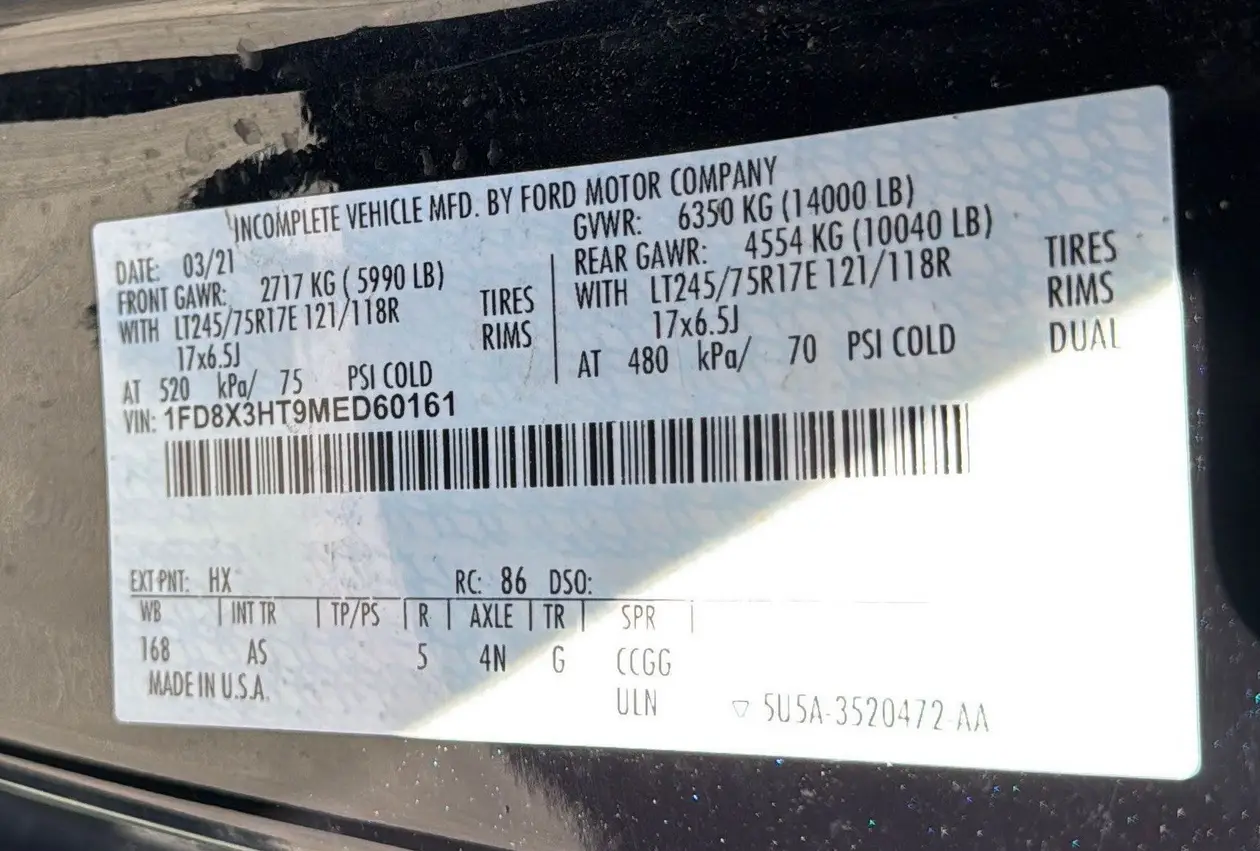 INCOMPLETE VEHICLE MFD. BY FORD MOTOR COMPANY
DATE: 03/21
GVWR: 6350 KG (14000 LB)
FRONT GAWR: 2717 KG ( 5990 LB)
WITH LT245/75R17E 121/118R TIRES
17x6.5J RIMS
AT 520 kPa/ 75 PSI COLD
REAR GAWR: 4554 KG (10040 LB)
WITH LT245/75R17E 121/118R TIRES
17x6.5J RIMS
AT 480 kPa/ 70 PSI COLD DUAL
VIN: 1FD8X3HT9MED60161
EXT PNT: HX RC: 86 DSO:
WB | INT TR | TP/PS | R | AXLE | TR | SPR |
168 AS 5 4N G CCGG
MADE IN U.S.A. ULN ▽ 5U5A-3520472-AA